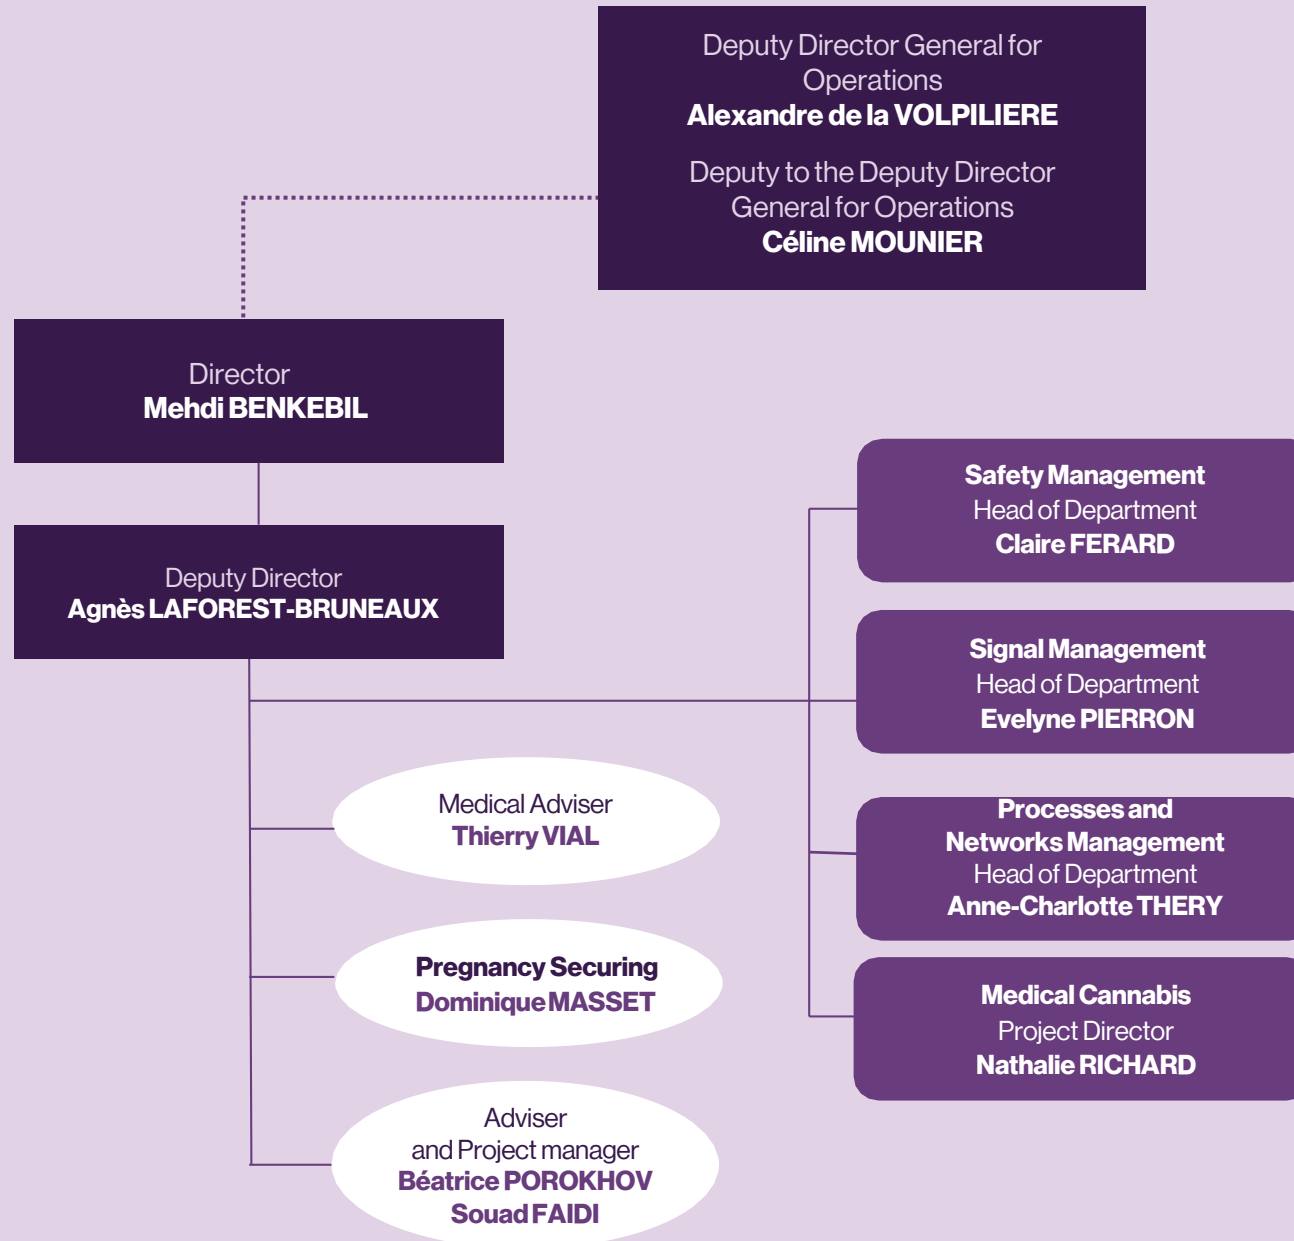 Deputy Director General for
Operations
Alexandre de la VOLPILIERE
Deputy to the Deputy Director
General for Operations
Céline MOUNIER
Director
Mehdi BENKEBIL
Deputy Director
Agnès LAFOREST-BRUNEAUX
Safety Management
Head of Department
Claire FERARD
Signal Management
Head of Department
Evelyne PIERRON
Processes and
Networks Management
Head of Department
Anne-Charlotte THERY
Medical Cannabis
Project Director
Nathalie RICHARD
Medical Adviser
Thierry VIAL
Pregnancy Securing
Dominique MASSET
Adviser
and Project manager
Béatrice POROKHOV
Souad FAIDI